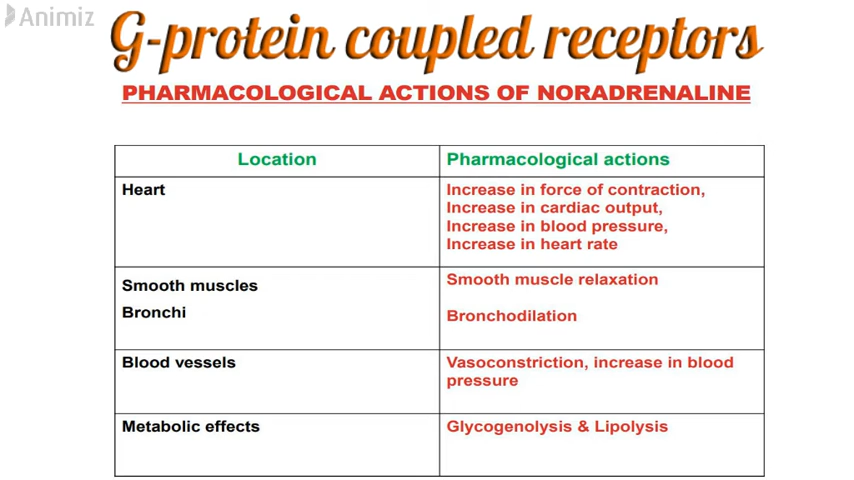 Animiz
G-protein coupled receptors
PHARMACOLOGICAL ACTIONS OF NORADRENALINE
Location
Pharmacological actions
Heart
Increase in force of contraction,
Increase in cardiac output,
Increase in blood pressure,
Increase in heart rate
Smooth muscles
Smooth muscle relaxation
Bronchi
Bronchodilation
Blood vessels
Vasoconstriction, increase in blood
pressure
Metabolic effects
Glycogenolysis & Lipolysis